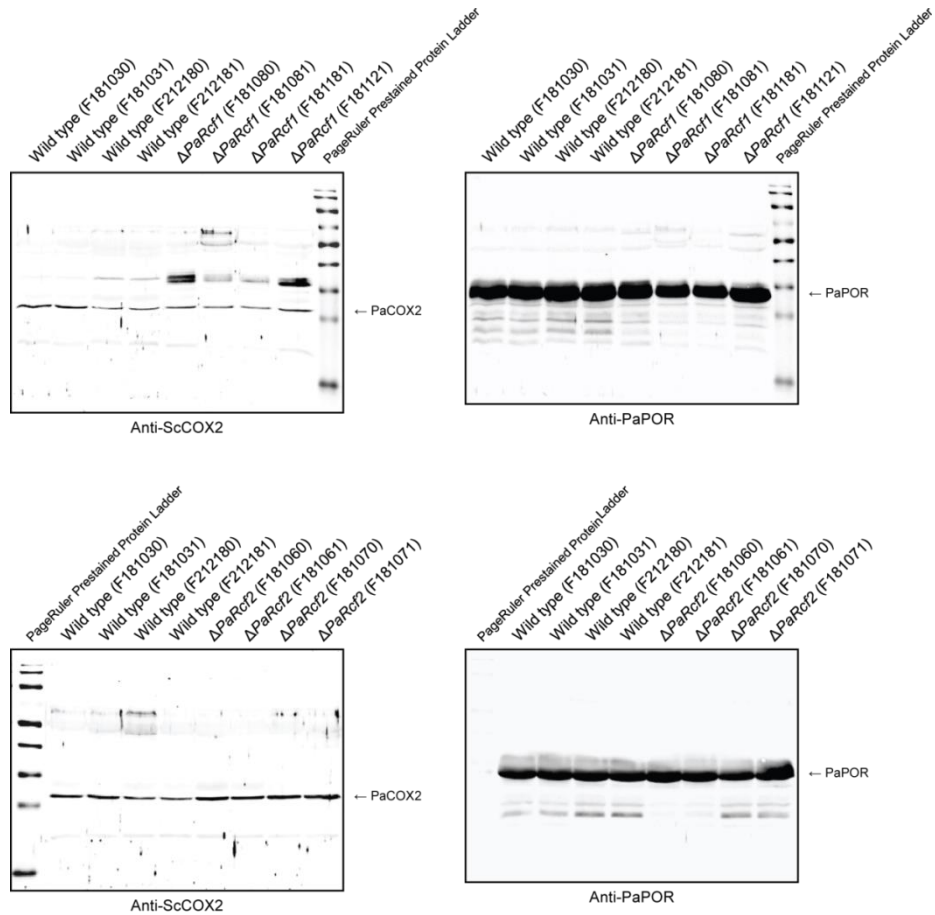 Wild type (F181030)
Wild type (F181031)
Wild type (F212180)
Wild type (F212181)
ΔPaRcf1 (F181080)
ΔPaRcf1 (F181081)
ΔPaRcf1 (F181181)
ΔPaRcf1 (F181121)
PageRuler Prestained Protein Ladder
← PaCOX2
Anti-ScCOX2
Wild type (F181030)
Wild type (F181031)
Wild type (F212180)
Wild type (F212181)
ΔPaRcf1 (F181080)
ΔPaRcf1 (F181081)
ΔPaRcf1 (F181181)
ΔPaRcf1 (F181121)
PageRuler Prestained Protein Ladder
← PaPOR
Anti-PaPOR
PageRuler Prestained Protein Ladder
Wild type (F181030)
Wild type (F181031)
Wild type (F212180)
Wild type (F212181)
ΔPaRcf2 (F181060)
ΔPaRcf2 (F181061)
ΔPaRcf2 (F181070)
ΔPaRcf2 (F181071)
← PaCOX2
Anti-ScCOX2
PageRuler Prestained ProteinLadder
Wild type (F181030)
Wild type (F181031)
Wild type (F212180)
Wild type (F212181)
ΔPaRcf2 (F181060)
ΔPaRcf2 (F181061)
ΔPaRcf2 (F181070)
ΔPaRcf2 (F181071)
← PaPOR
Anti-PaPOR